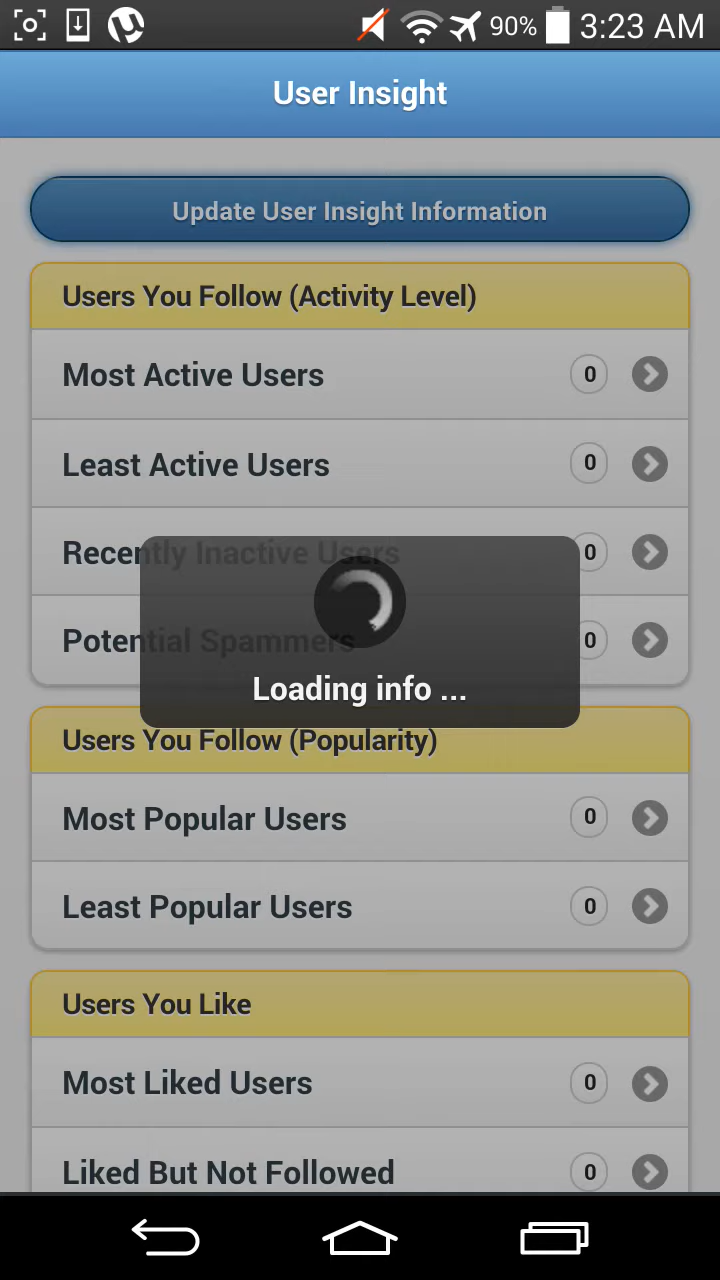 90% 3:23 AM
User Insight
Update User Insight Information
Users You Follow (Activity Level)
Most Active Users 0
Least Active Users 0
Recently Inactive Users 0
Potential Spammers 0
Loading info ...
Users You Follow (Popularity)
Most Popular Users 0
Least Popular Users 0
Users You Like
Most Liked Users 0
Liked But Not Followed 0